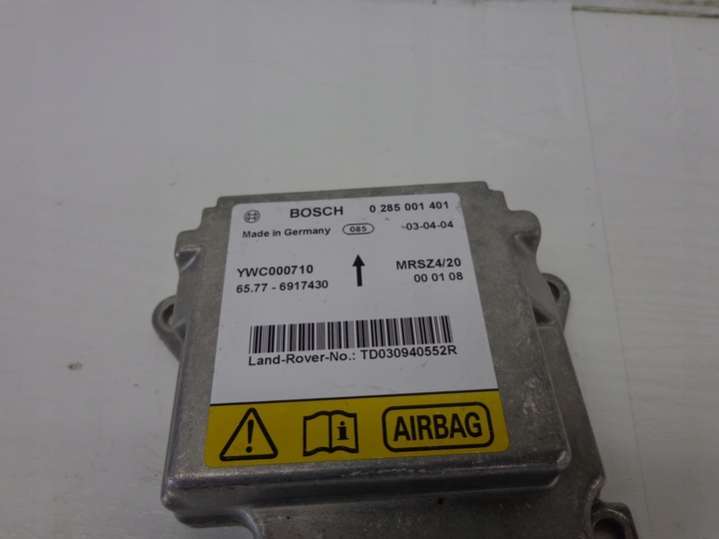 BOSCH 0 285 001 401
Made in Germany 085 03-04-04
YWC000710 MRSZ4/20
65.77 - 6917430 00 01 08
Land-Rover-No.: TD030940552R
AIRBAG